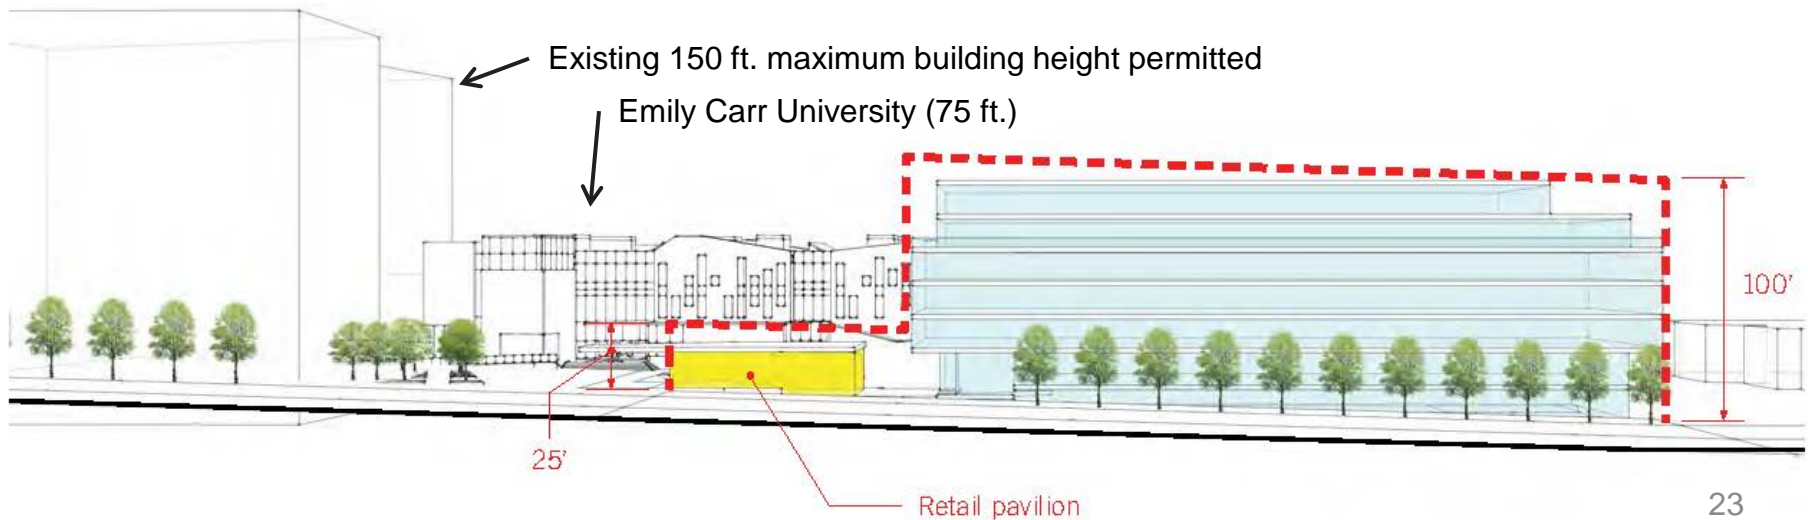 Existing 150 ft. maximum building height permitted
Emily Carr University (75 ft.)
100'
25'
Retail pavilion
23